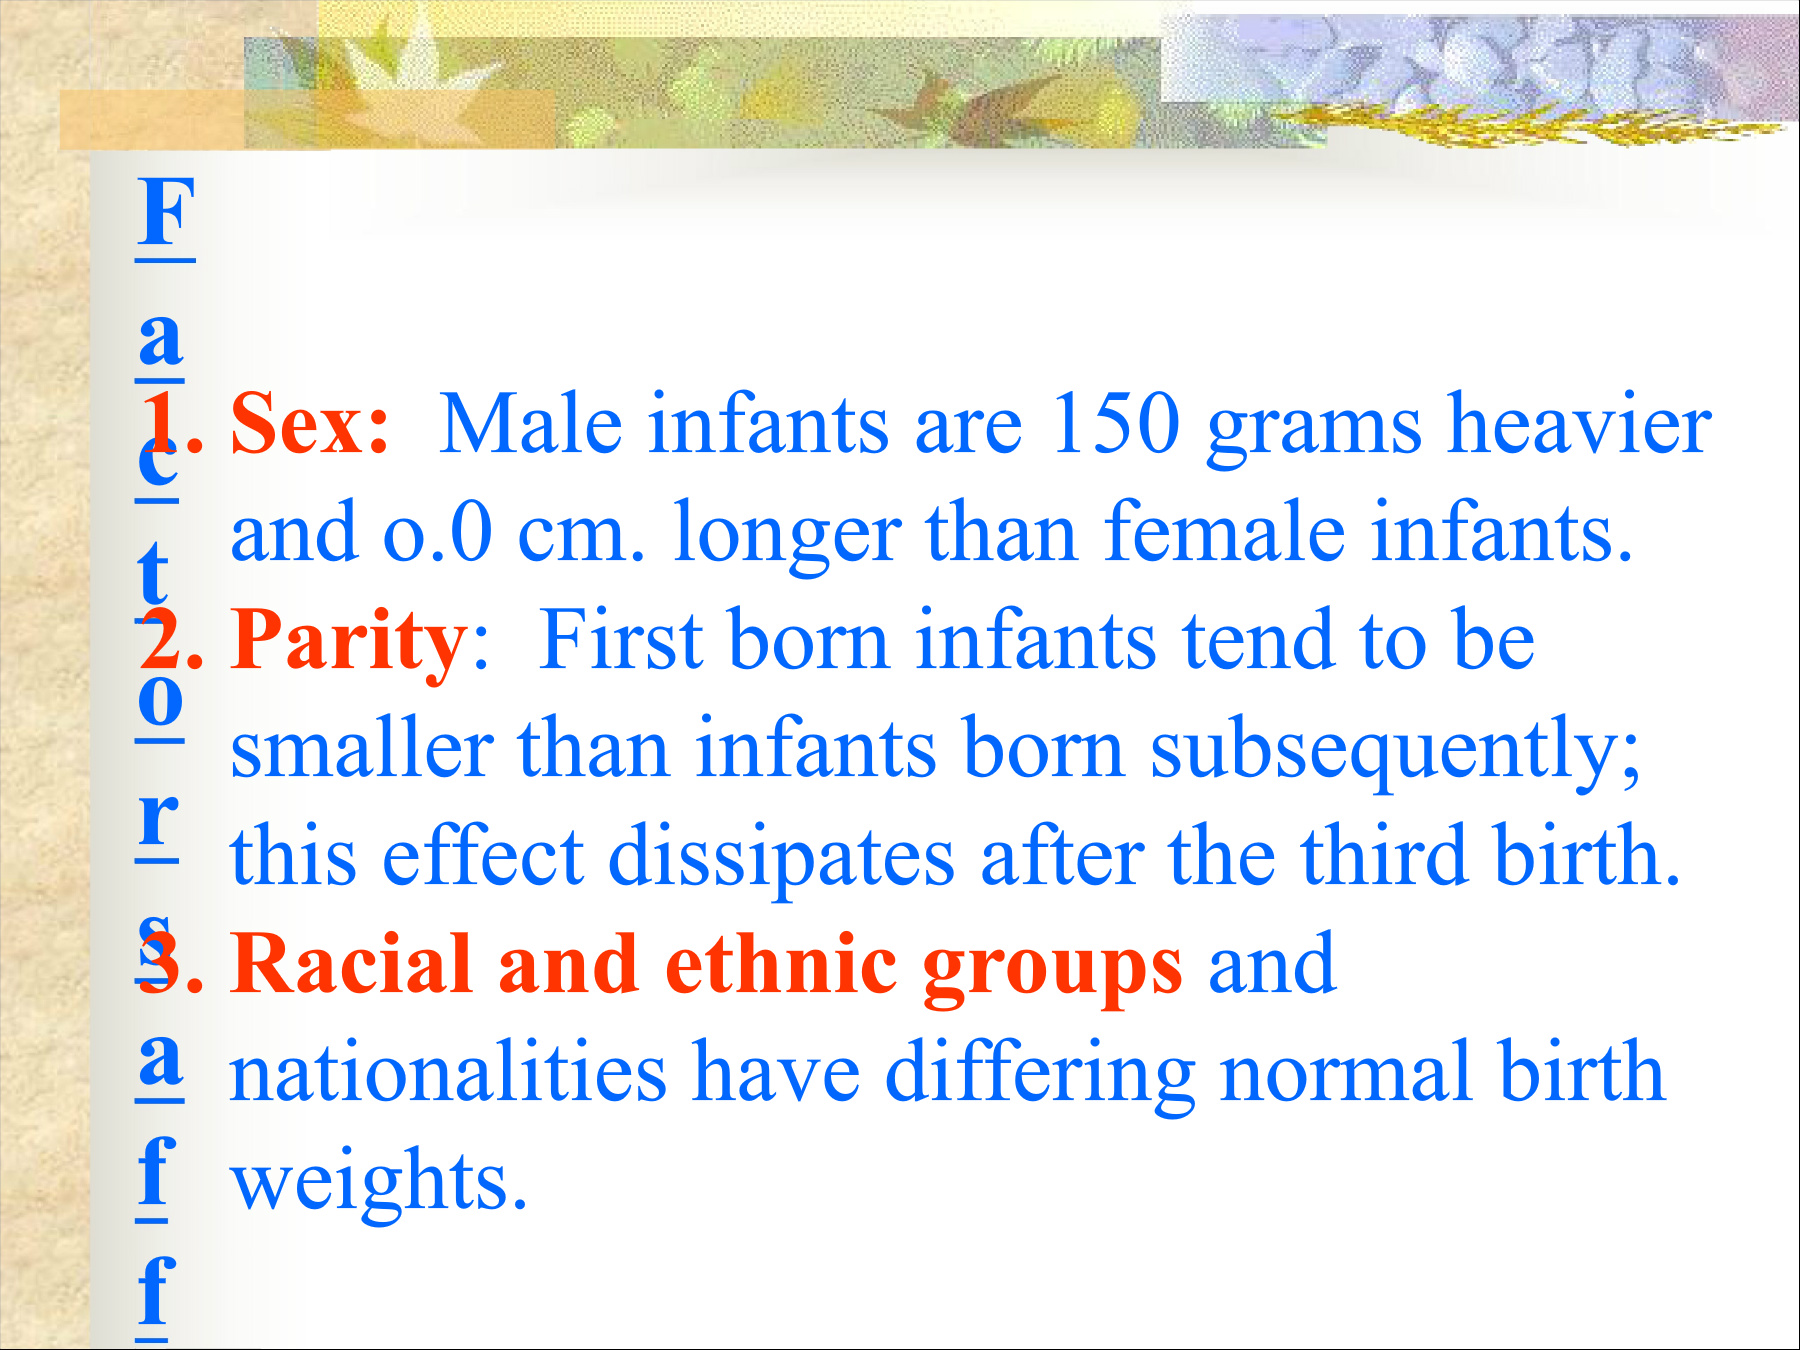 F
a
c
t
o
r
s
a
f
f
1. Sex:  Male infants are 150 grams heavier
and o.0 cm. longer than female infants.
2. Parity:  First born infants tend to be
smaller than infants born subsequently;
this effect dissipates after the third birth.
3. Racial and ethnic groups and
nationalities have differing normal birth
weights.